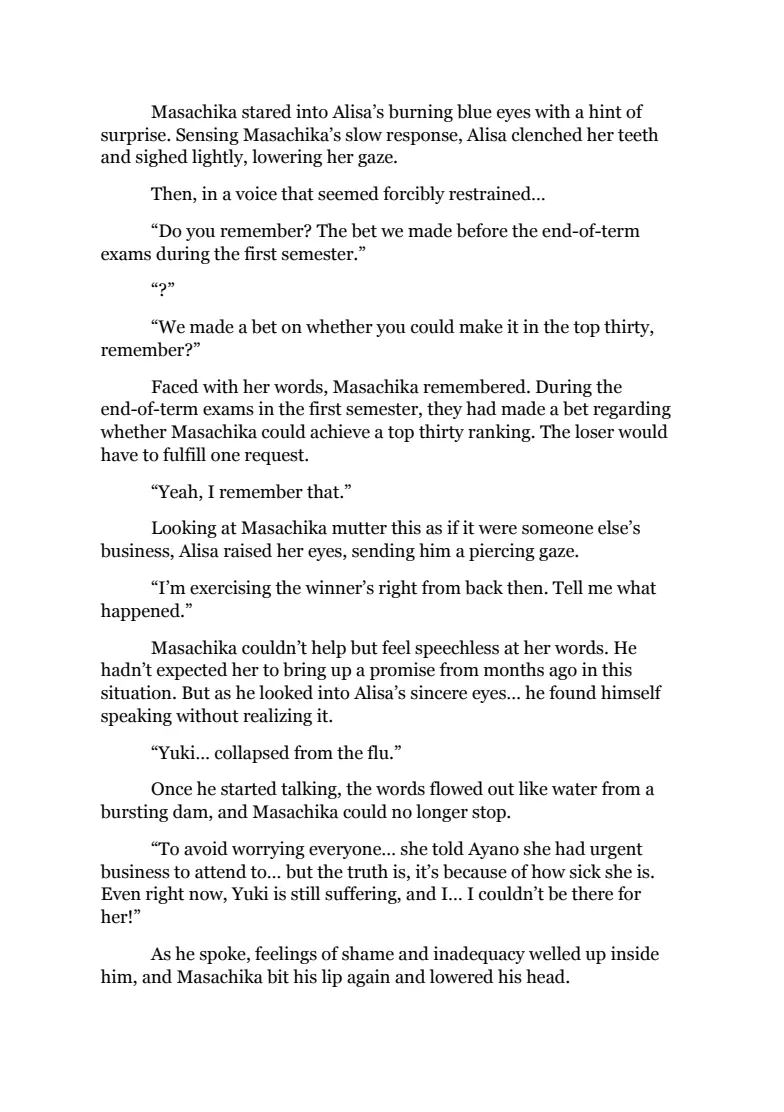 Masachika stared into Alisa’s burning blue eyes with a hint of
surprise. Sensing Masachika’s slow response, Alisa clenched her teeth
and sighed lightly, lowering her gaze.
Then, in a voice that seemed forcibly restrained...
“Do you remember? The bet we made before the end-of-term
exams during the first semester.”
“?”
“We made a bet on whether you could make it in the top thirty,
remember?”
Faced with her words, Masachika remembered. During the
end-of-term exams in the first semester, they had made a bet regarding
whether Masachika could achieve a top thirty ranking. The loser would
have to fulfill one request.
“Yeah, I remember that.”
Looking at Masachika mutter this as if it were someone else’s
business, Alisa raised her eyes, sending him a piercing gaze.
“I’m exercising the winner’s right from back then. Tell me what
happened.”
Masachika couldn’t help but feel speechless at her words. He
hadn’t expected her to bring up a promise from months ago in this
situation. But as he looked into Alisa’s sincere eyes... he found himself
speaking without realizing it.
“Yuki... collapsed from the flu.”
Once he started talking, the words flowed out like water from a
bursting dam, and Masachika could no longer stop.
“To avoid worrying everyone... she told Ayano she had urgent
business to attend to... but the truth is, it’s because of how sick she is.
Even right now, Yuki is still suffering, and I... I couldn’t be there for
her!”
As he spoke, feelings of shame and inadequacy welled up inside
him, and Masachika bit his lip again and lowered his head.